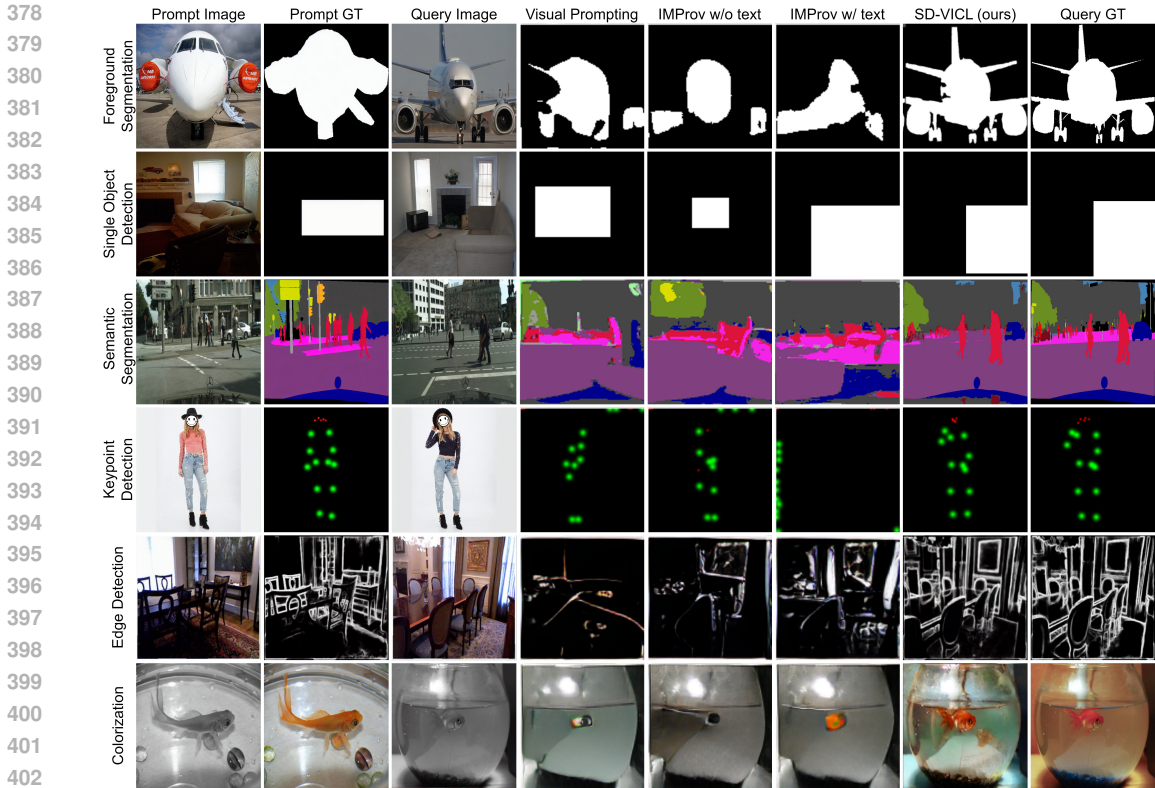 378
Prompt Image Prompt GT Query Image Visual Prompting IMProv w/o text IMProv w/ text SD-VICL (ours) Query GT
379
380
381
382
Foreground
Segmentation
383
384
385
386
Single Object
Detection
387
388
389
390
Semantic
Segmentation
391
392
393
394
Keypoint
Detection
395
396
397
398
Edge Detection
399
400
401
402
Colorization